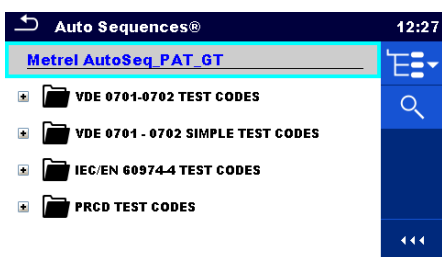 Auto Sequences® 12:27
Metrel AutoSeq_PAT_GT
VDE 0701-0702 TEST CODES
VDE 0701 - 0702 SIMPLE TEST CODES
IEC/EN 60974-4 TEST CODES
PRCD TEST CODES